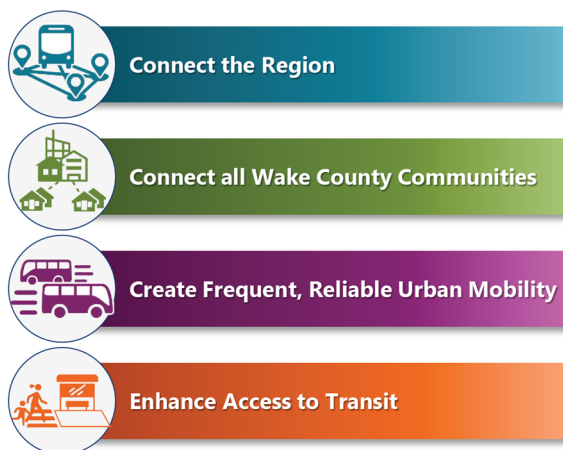 Connect the Region
Connect all Wake County Communities
Create Frequent, Reliable Urban Mobility
Enhance Access to Transit